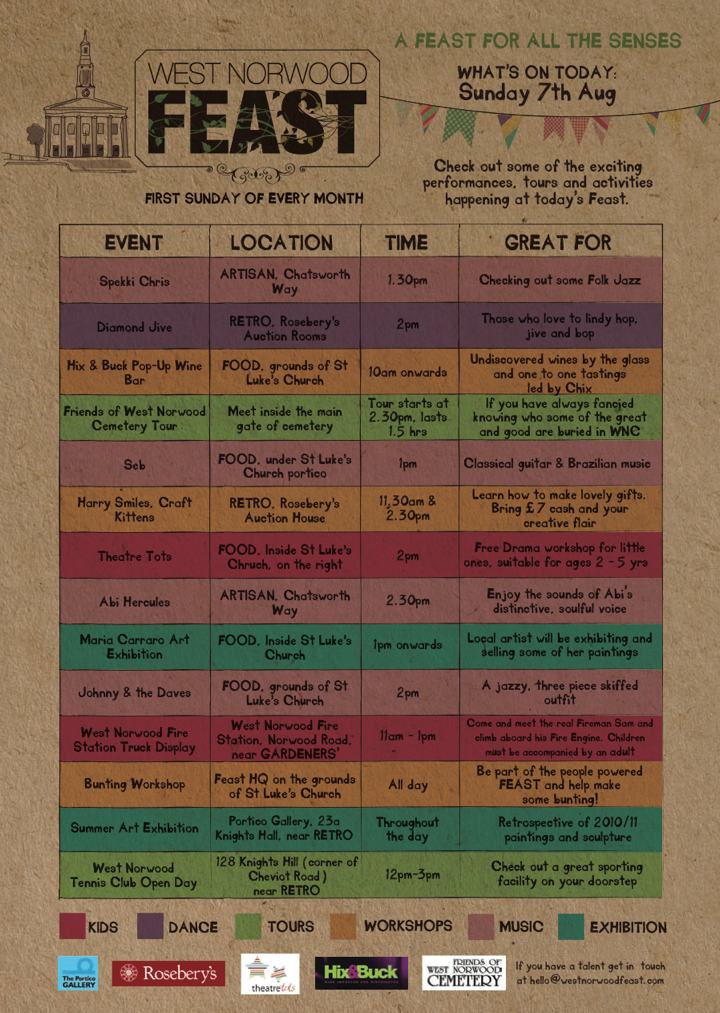 A FEAST FOR ALL THE SENSES
WEST NORWOOD
FEAST
FIRST SUNDAY OF EVERY MONTH
WHAT'S ON TODAY:
Sunday 7th Aug
Check out some of the exciting
performances, tours and activities
happening at today's Feast.
EVENT LOCATION TIME GREAT FOR
Spekki Chris
ARTISAN, Chatsworth
Way
1.30pm
Checking out some Folk Jazz
Diamond Jive
RETRO, Rosebery's
Auction Rooms
2pm
Those who love to lindy hop,
jive and bop
Hix & Buck Pop-Up Wine
Bar
FOOD, grounds of St
Luke's Church
10am onwards
Undiscovered wines by the glass
and one to one tastings
led by Chix
Friends of West Norwood
Cemetery Tour
Meet inside the main
gate of cemetery
Tour starts at
2.30pm, lasts
1.5 hrs
If you have always fancied
knowing who some of the great
and good are buried in WNC
Seb
FOOD, under St Luke's
Church portico
1pm
Classical guitar & Brazilian music
Harry Smiles, Craft
Kittens
RETRO, Rosebery's
Auction House
11.30am &
2.30pm
Learn how to make lovely gifts.
Bring £7 cash and your
creative flair
Theatre Tots
FOOD, Inside St Luke's
Chruch, on the right
2pm
Free Drama workshop for little
ones, suitable for ages 2 - 5 yrs
Abi Hercules
ARTISAN, Chatsworth
Way
2.30pm
Enjoy the sounds of Abi's
distinctive, soulful voice
Maria Carraro Art
Exhibition
FOOD, Inside St Luke's
Church
1pm onwards
Local artist will be exhibiting and
selling some of her paintings
Johnny & the Daves
FOOD, grounds of St
Luke's Church
2pm
A jazzy, three piece skiffed
outfit
West Norwood Fire
Station Truck Display
West Norwood Fire
Station, Norwood Road,
near GARDENERS'
11am - 1pm
Come and meet the real Fireman Sam and
climb aboard his Fire Engine. Children
must be accompanied by an adult
Bunting Workshop
Feast HQ on the grounds
of St Luke's Church
All day
Be part of the people powered
FEAST and help make
some bunting!
Summer Art Exhibition
Portico Gallery, 23a
Knights Hall, near RETRO
Throughout
the day
Retrospective of 2010/11
paintings and sculpture
West Norwood
Tennis Club Open Day
128 Knights Hill (corner of
Cheviot Road)
near RETRO
12pm-3pm
Check out a great sporting
facility on your doorstep
KIDS DANCE TOURS WORKSHOPS MUSIC EXHIBITION
The Portico
GALLERY
Rosebery's
theatretots
Hix&Buck
FRIENDS OF
WEST NORWOOD
CEMETERY
If you have a talent get in touch
at hello@westnorwoodfeast.com